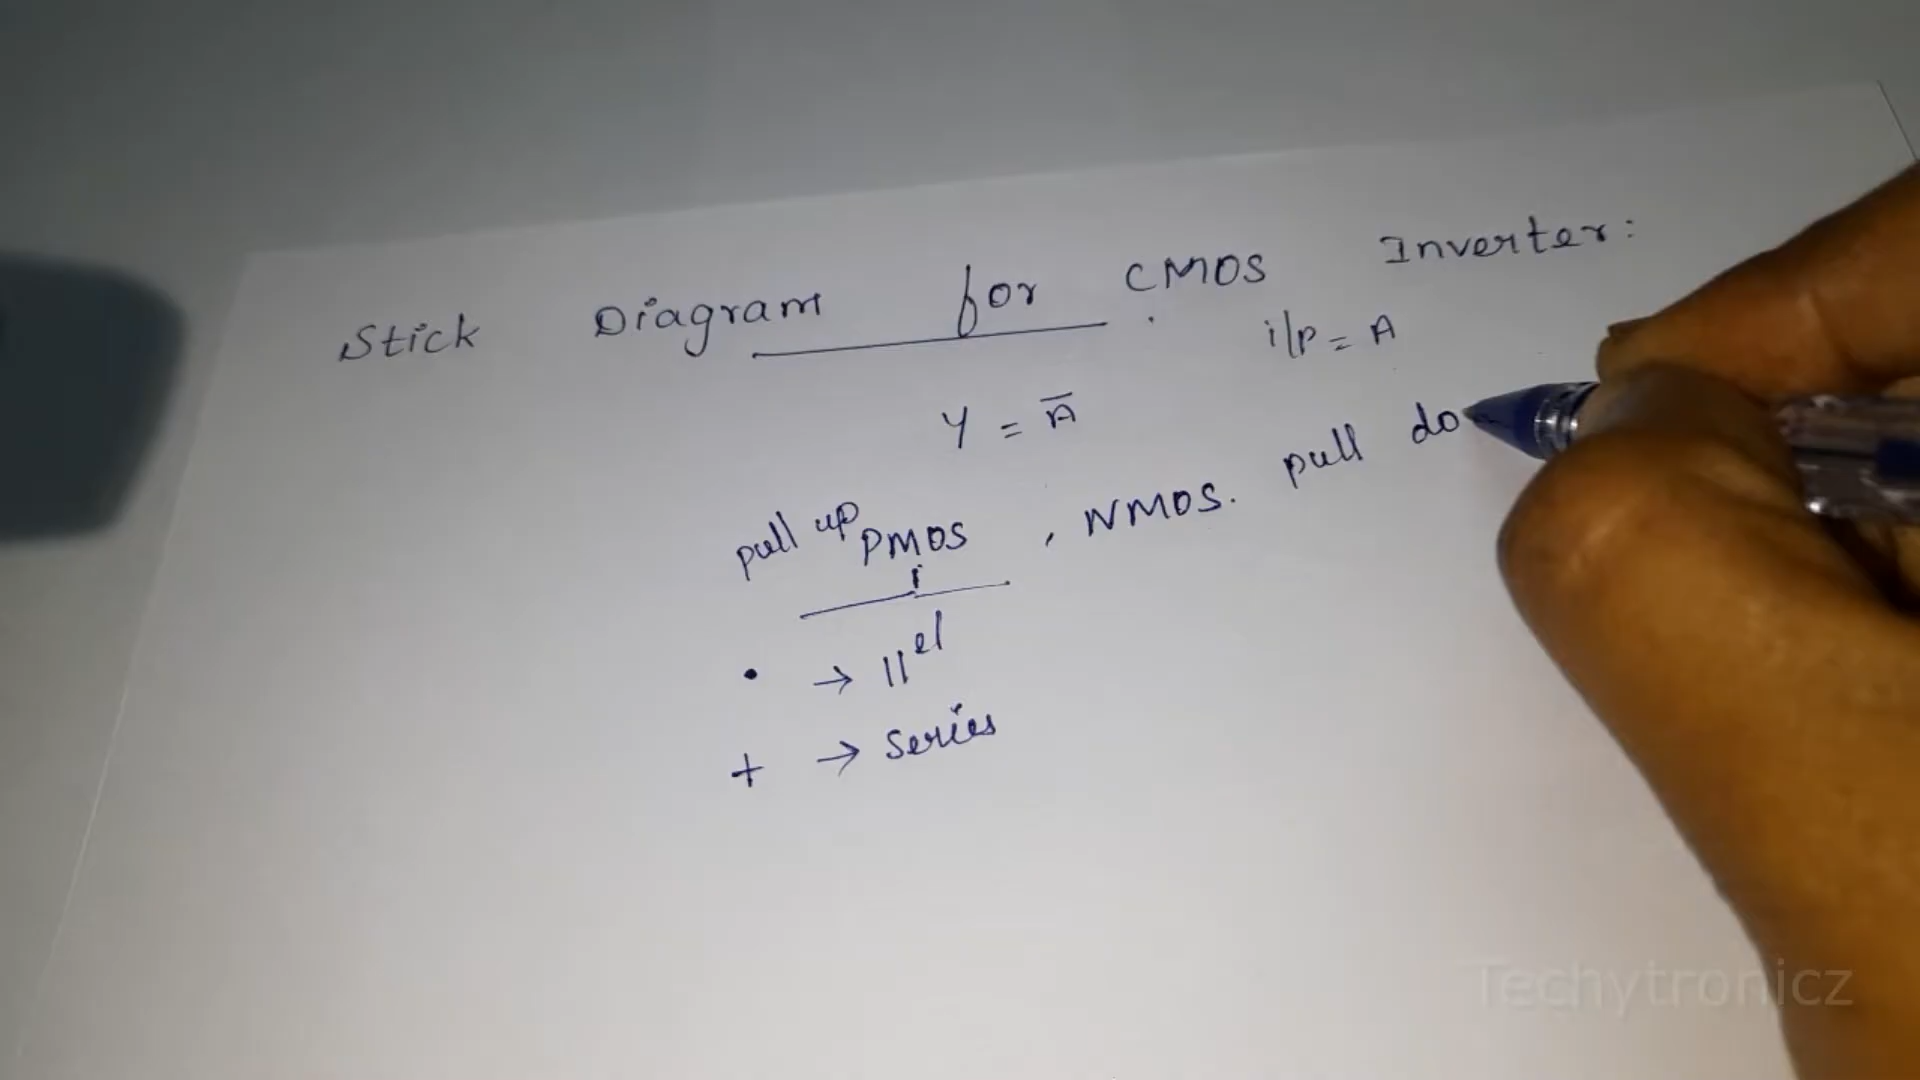 Stick Diagram for CMOS Inverter:
i/p = A
Y = A̅
pull up PMOS , NMOS. pull do
• → ||el
+ → series
Techytronicz